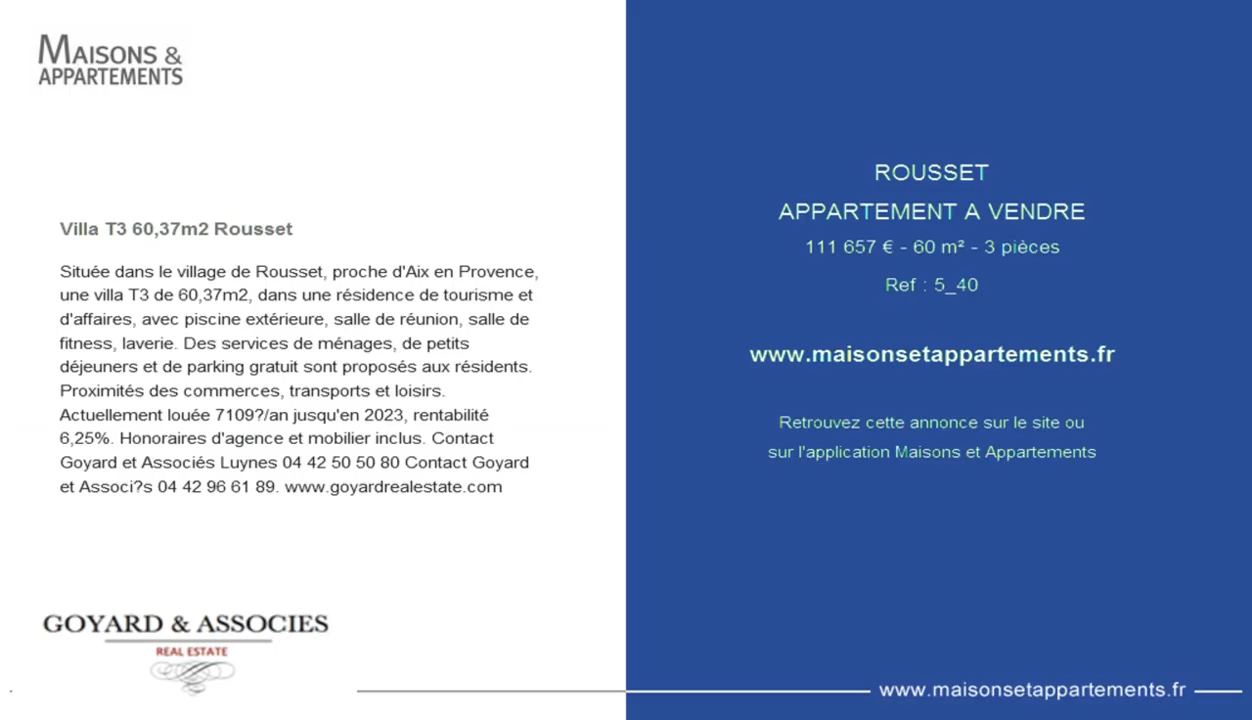 MAISONS &
APPARTEMENTS
Villa T3 60,37m2 Rousset
Située dans le village de Rousset, proche d'Aix en Provence,
une villa T3 de 60,37m2, dans une résidence de tourisme et
d'affaires, avec piscine extérieure, salle de réunion, salle de
fitness, laverie. Des services de ménages, de petits
déjeuners et de parking gratuit sont proposés aux résidents.
Proximités des commerces, transports et loisirs.
Actuellement louée 7109?/an jusqu'en 2023, rentabilité
6,25%. Honoraires d'agence et mobilier inclus. Contact
Goyard et Associés Luynes 04 42 50 50 80 Contact Goyard
et Associ?s 04 42 96 61 89. www.goyardrealestate.com
GOYARD & ASSOCIES
REAL ESTATE
ROUSSET
APPARTEMENT A VENDRE
111 657 € - 60 m² - 3 pièces
Ref : 5_40
www.maisonsetappartements.fr
Retrouvez cette annonce sur le site ou
sur l'application Maisons et Appartements
www.maisonsetappartements.fr